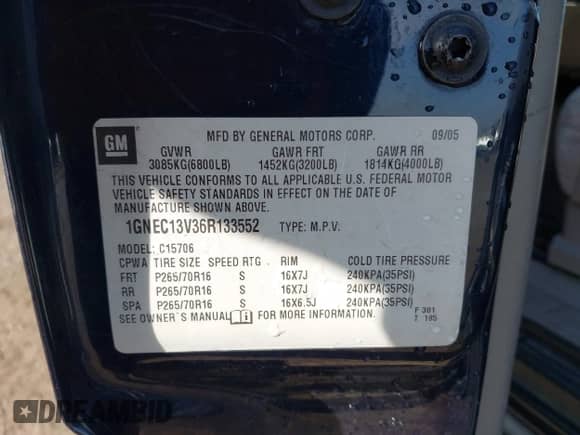 GM
MFD BY GENERAL MOTORS CORP. 09/05
GVWR GAWR FRT GAWR RR
3085KG(6800LB) 1452KG(3200LB) 1814KG(4000LB)
THIS VEHICLE CONFORMS TO ALL APPLICABLE U.S. FEDERAL MOTOR
VEHICLE SAFETY STANDARDS IN EFFECT ON THE DATE OF
MANUFACTURE SHOWN ABOVE.
1GNEC13V36R133552 TYPE: M.P.V.
MODEL: C15706
CPWA TIRE SIZE SPEED RTG RIM COLD TIRE PRESSURE
FRT P265/70R16 S 16X7J 240KPA(35PSI)
RR P265/70R16 S 16X7J 240KPA(35PSI)
SPA P265/70R16 S 16X6.5J 240KPA(35PSI)
SEE OWNER'S MANUAL i FOR MORE INFORMATION.
F 301
T 185
DREAMBID